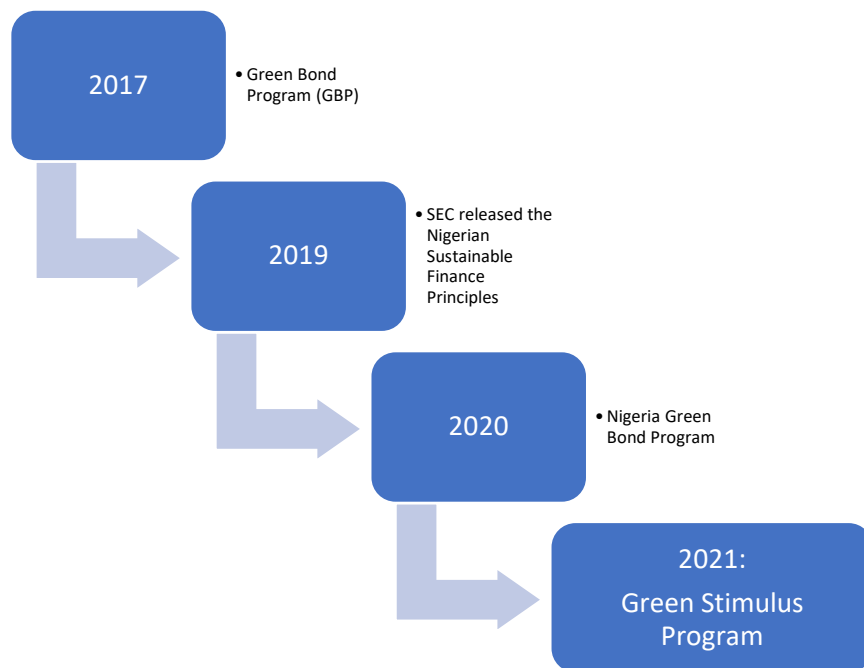 2017
• Green Bond
Program (GBP)
2019
• SEC released the
Nigerian
Sustainable
Finance
Principles
2020
• Nigeria Green
Bond Program
2021:
Green Stimulus
Program